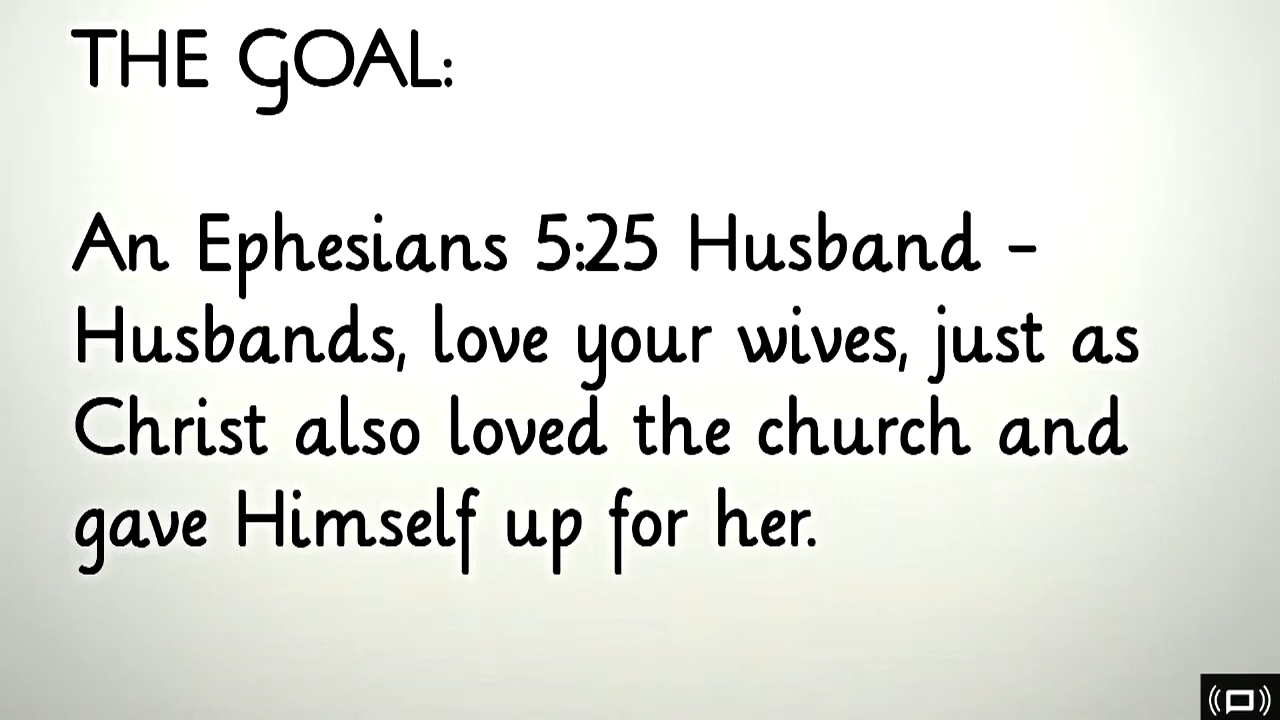 THE GOAL:
An Ephesians 5:25 Husband -
Husbands, love your wives, just as
Christ also loved the church and
gave Himself up for her.